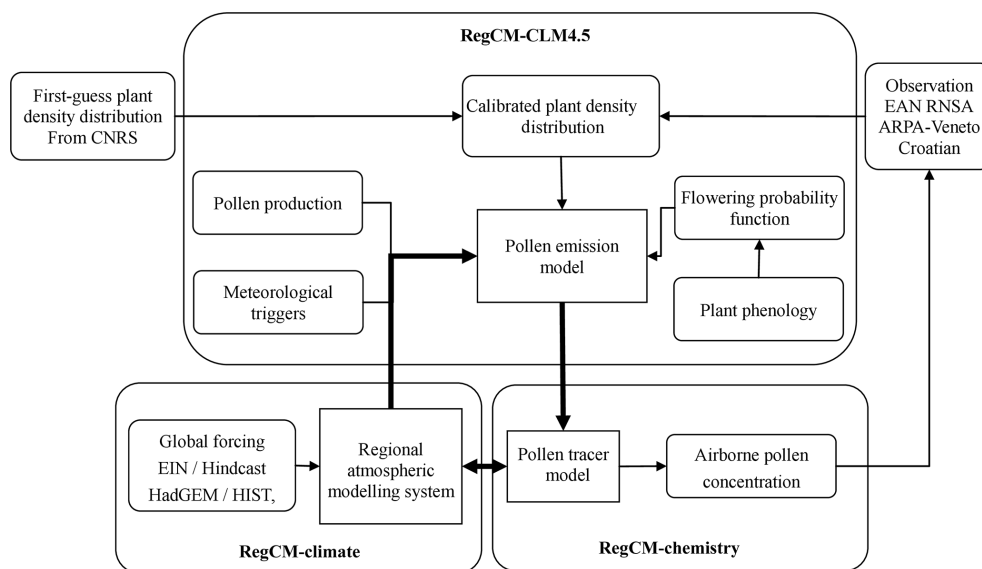 RegCM-CLM4.5
First-guess plant
density distribution
From CNRS
Calibrated plant density
distribution
Observation
EAN RNSA
ARPA-Veneto
Croatian
Pollen production
Flowering probability
function
Pollen emission
model
Meteorological
triggers
Plant phenology
Global forcing
EIN / Hindcast
HadGEM / HIST,
Regional
atmospheric
modelling system
Pollen tracer
model
Airborne pollen
concentration
RegCM-climate
RegCM-chemistry